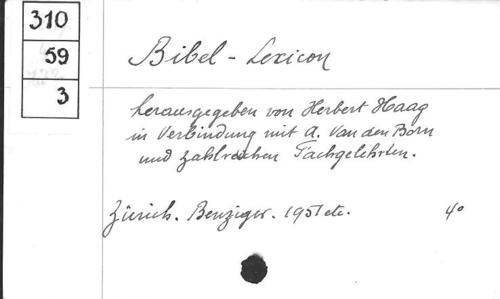 310
59
3
Bibel - Lexicon
herausgegeben von Herbert Haag
in Verbindung mit A. Van den Born
und zahlreichen Fachgelehrten.
Zürich. Benziger. 1951 etc. 4°